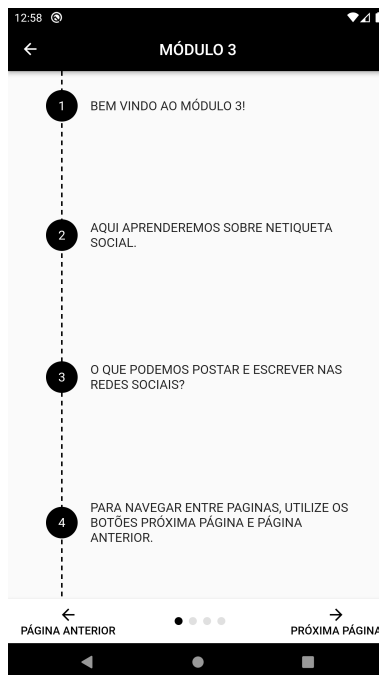 12:58
MÓDULO 3
1
BEM VINDO AO MÓDULO 3!
2
AQUI APRENDEREMOS SOBRE NETIQUETA
SOCIAL.
3
O QUE PODEMOS POSTAR E ESCREVER NAS
REDES SOCIAIS?
4
PARA NAVEGAR ENTRE PAGINAS, UTILIZE OS
BOTÕES PRÓXIMA PÁGINA E PÁGINA
ANTERIOR.
PÁGINA ANTERIOR
PRÓXIMA PÁGINA